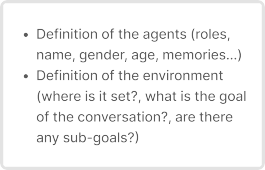 • Definition of the agents (roles,
name, gender, age, memories...)
• Definition of the environment
(where is it set?, what is the goal
of the conversation?, are there
any sub-goals?)